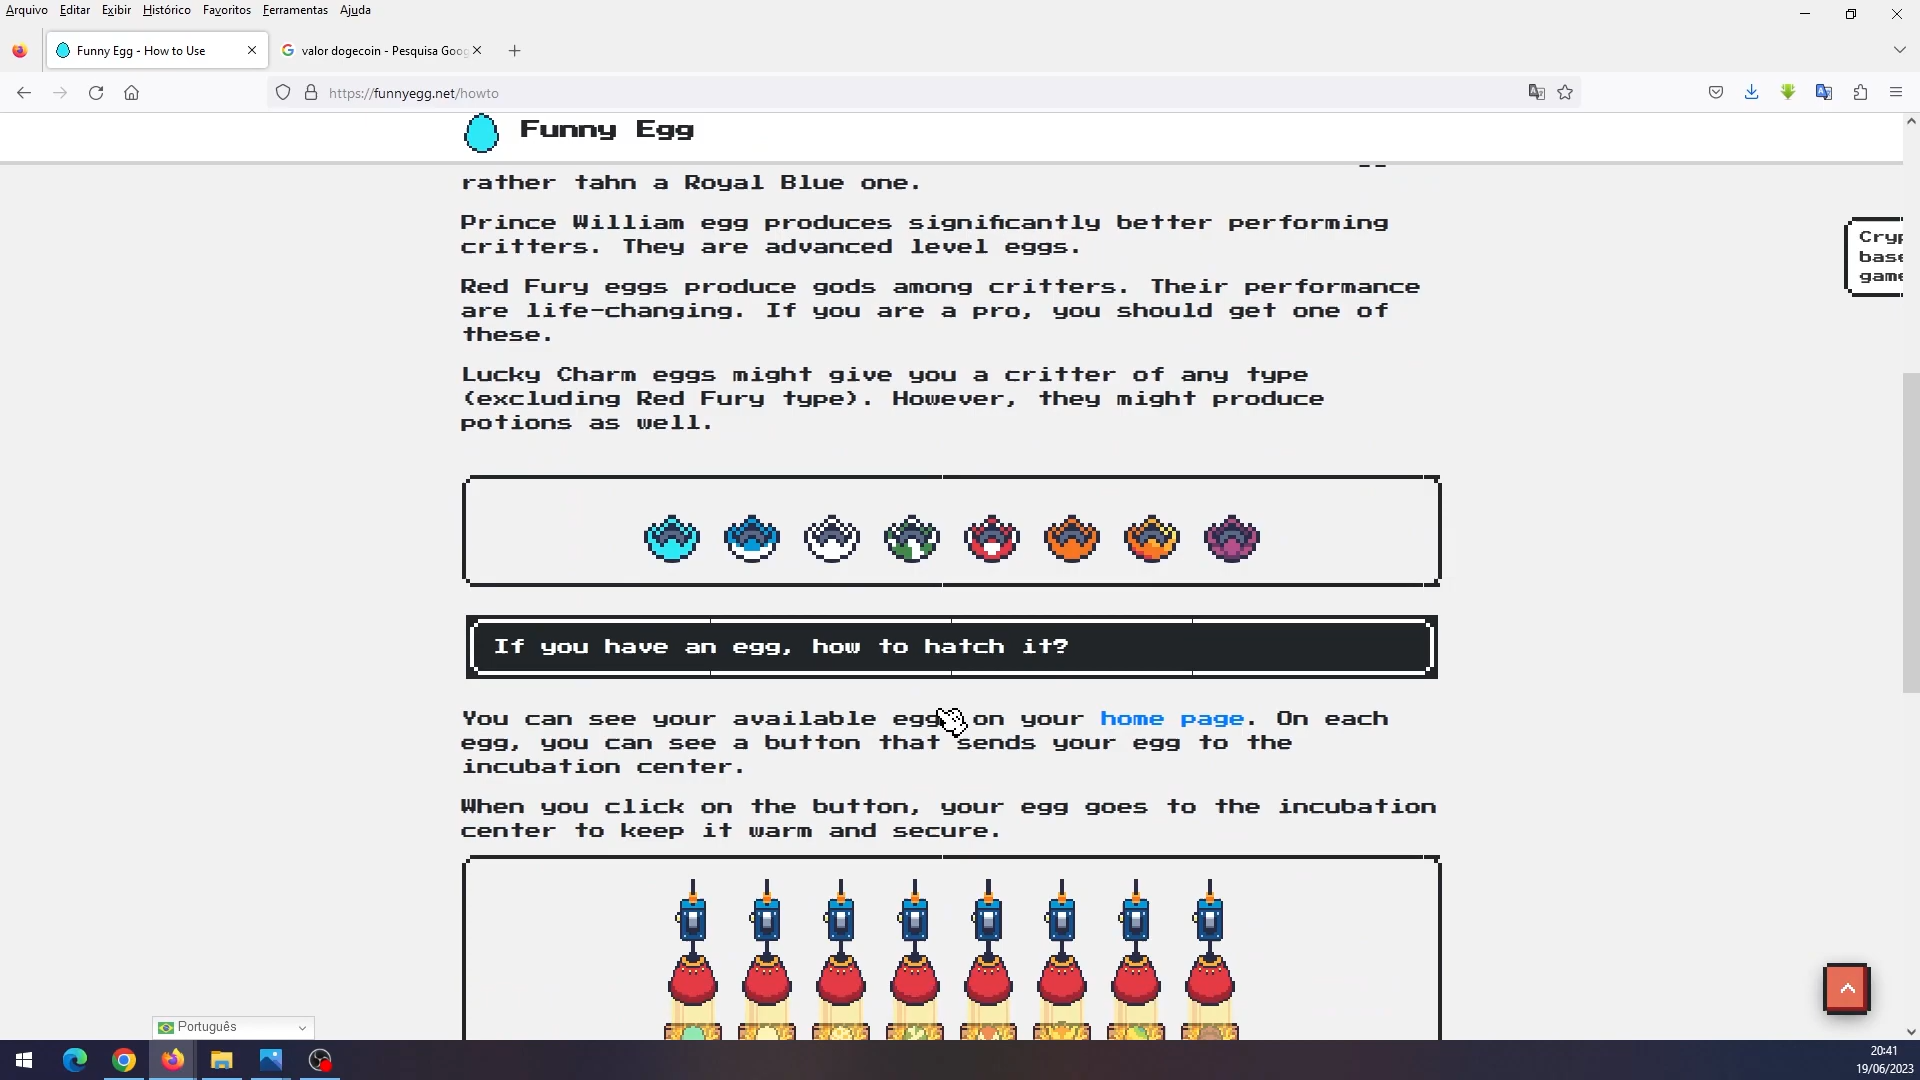 Arquivo Editar Exibir Histórico Favoritos Ferramentas Ajuda
Funny Egg - How to Use
valor dogecoin - Pesquisa Goo
https://funnyegg.net/howto
Funny Egg
rather tahn a Royal Blue one.
Prince William egg produces significantly better performing
critters. They are advanced level eggs.
Red Fury eggs produce gods among critters. Their performance
are life-changing. If you are a pro, you should get one of
these.
Lucky Charm eggs might give you a critter of any type
(excluding Red Fury type). However, they might produce
potions as well.
Cryp
base
game
If you have an egg, how to hatch it?
You can see your available egg on your home page. On each
egg, you can see a button that sends your egg to the
incubation center.
When you click on the button, your egg goes to the incubation
center to keep it warm and secure.
Português
20:41
19/06/2023